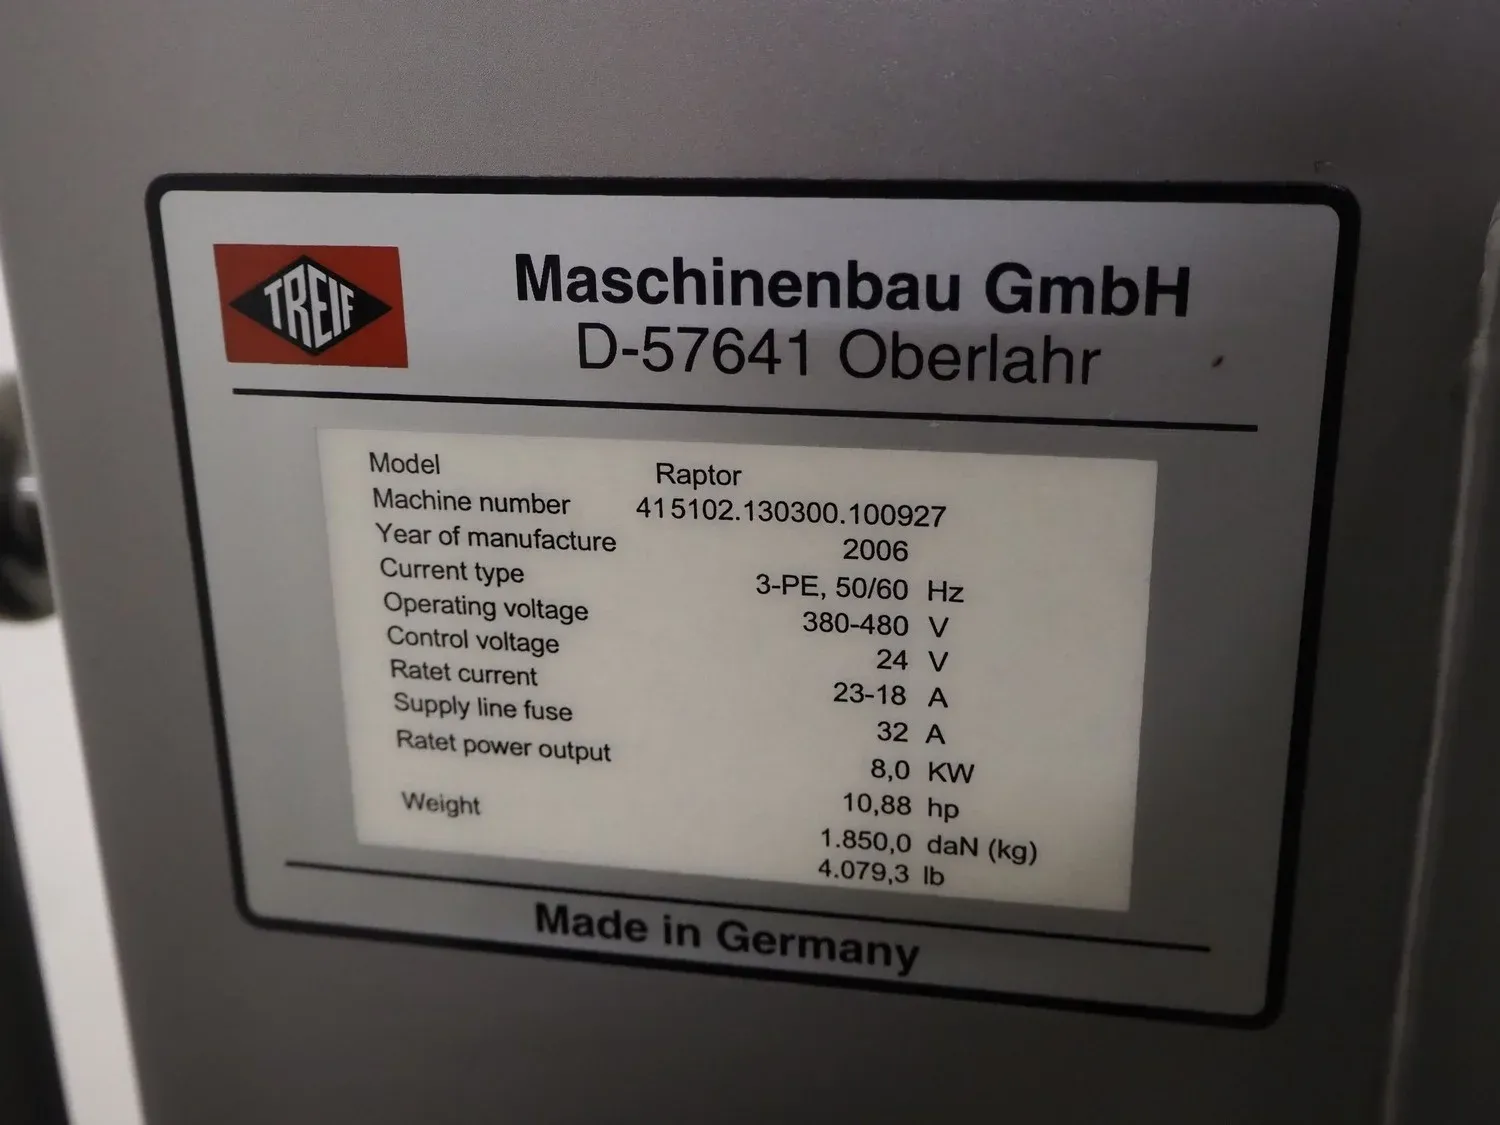 TREIF
Maschinenbau GmbH
D-57641 Oberlahr
Model Raptor
Machine number 415102.130300.100927
Year of manufacture 2006
Current type 3-PE, 50/60 Hz
Operating voltage 380-480 V
Control voltage 24 V
Ratet current 23-18 A
Supply line fuse 32 A
Ratet power output 8,0 KW
10,88 hp
Weight 1.850,0 daN (kg)
4.079,3 lb
Made in Germany